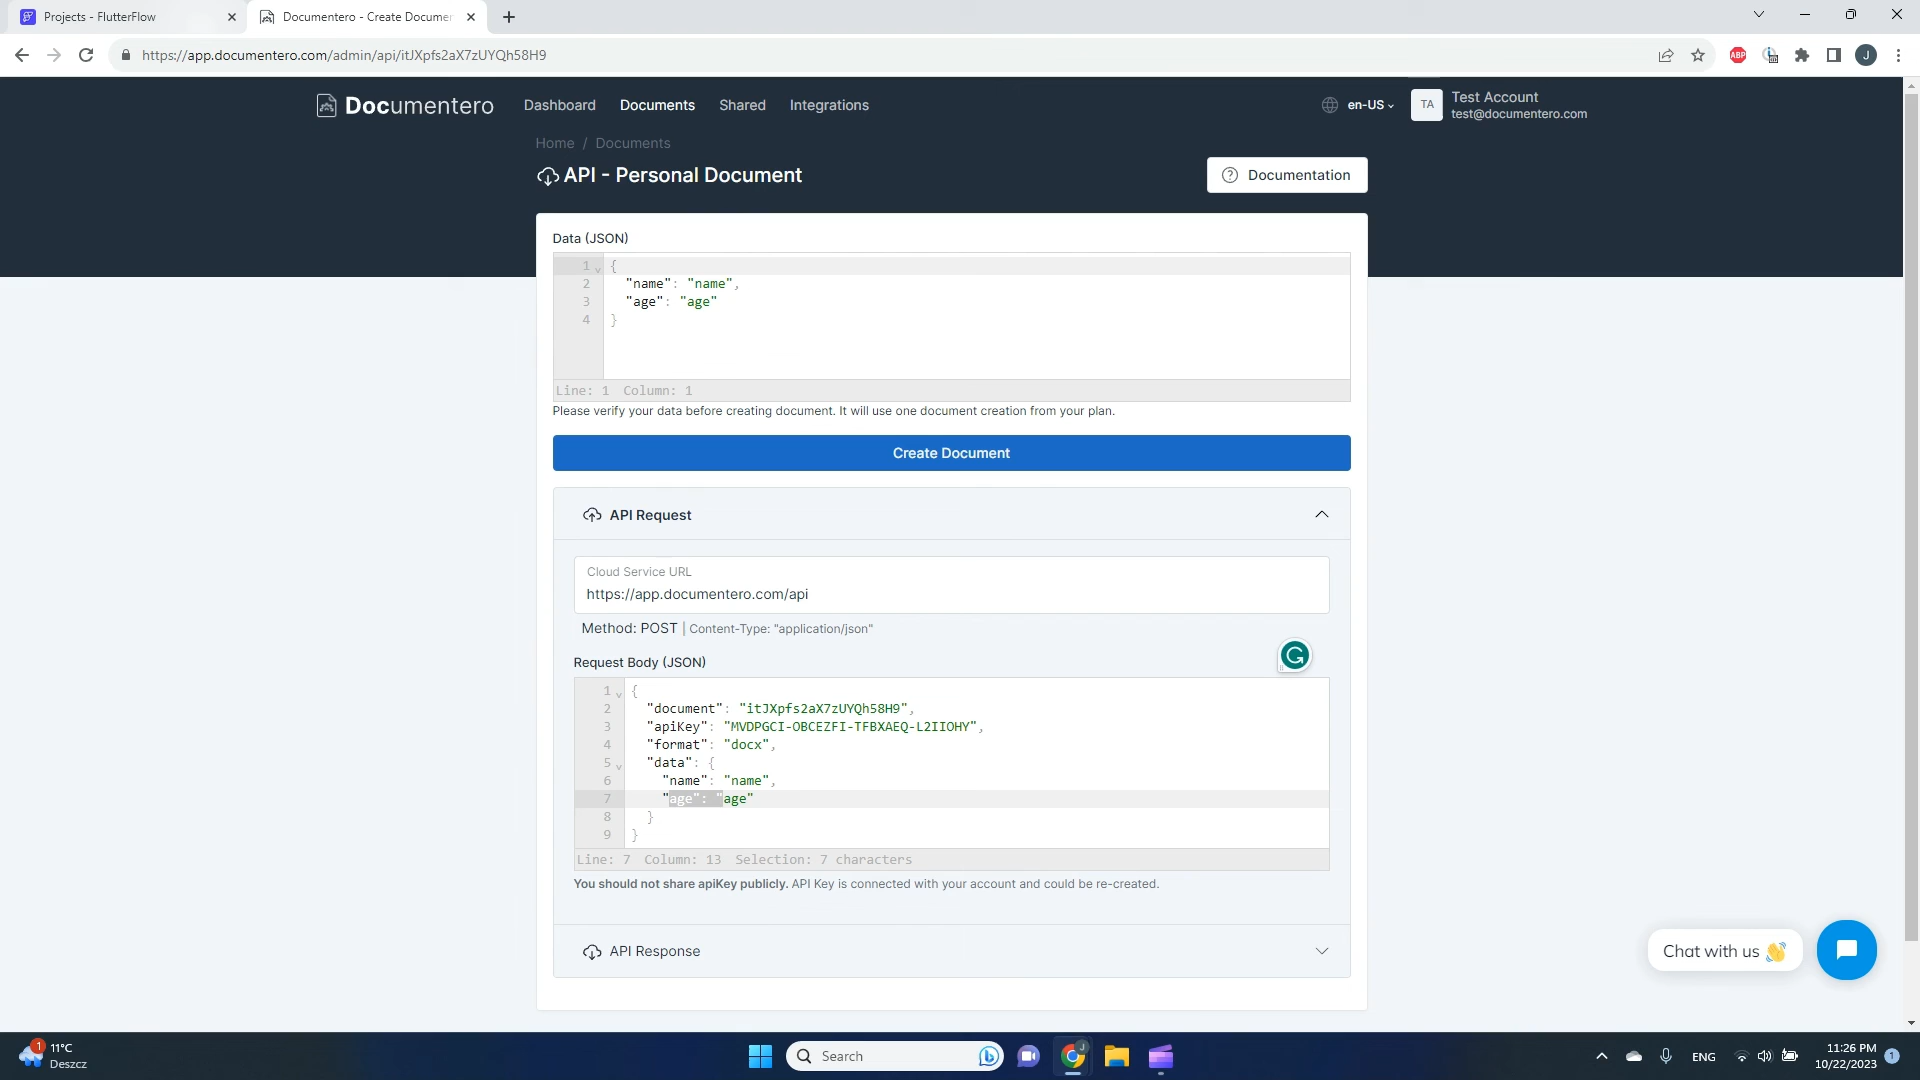 Projects - FlutterFlow
Documentero - Create Documen
https://app.documentero.com/admin/api/itJXpfs2aX7zUYQh58H9
ABP
J
Documentero
Dashboard
Documents
Shared
Integrations
en-US
TA
Test Account
test@documentero.com
Home / Documents
API - Personal Document
Documentation
Data (JSON)
1 {
2 "name": "name",
3 "age": "age"
4 }
Line: 1 Column: 1
Please verify your data before creating document. It will use one document creation from your plan.
Create Document
API Request
Cloud Service URL
https://app.documentero.com/api
Method: POST | Content-Type: "application/json"
Request Body (JSON)
1 {
2 "document": "itJXpfs2aX7zUYQh58H9",
3 "apiKey": "MVDPGCI-OBCEZFI-TFBXAEQ-L2IIOHY",
4 "format": "docx",
5 "data": {
6 "name": "name",
7 "age": "age"
8 }
9 }
Line: 7 Column: 13 Selection: 7 characters
You should not share apiKey publicly. API Key is connected with your account and could be re-created.
API Response
Chat with us 👋
1
11°C
Deszcz
Search
J
ENG
11:26 PM
10/22/2023
1